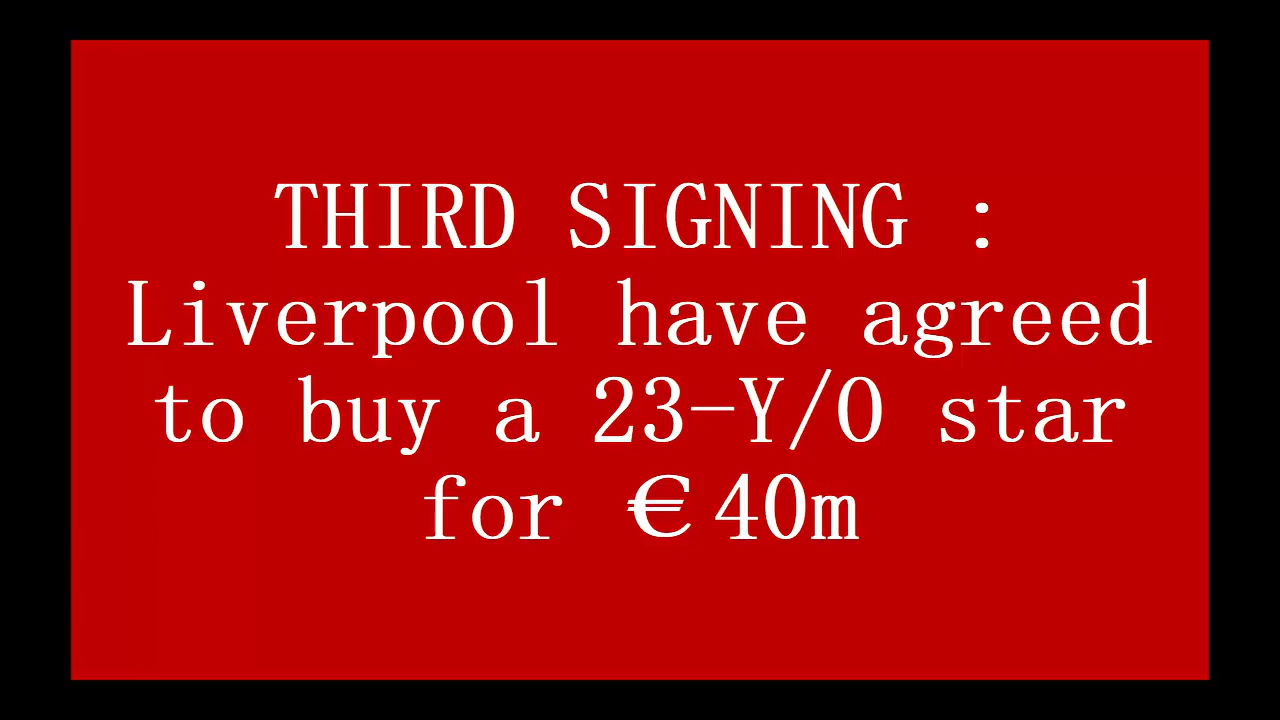 THIRD SIGNING :
Liverpool have agreed
to buy a 23-Y/O star
for €40m